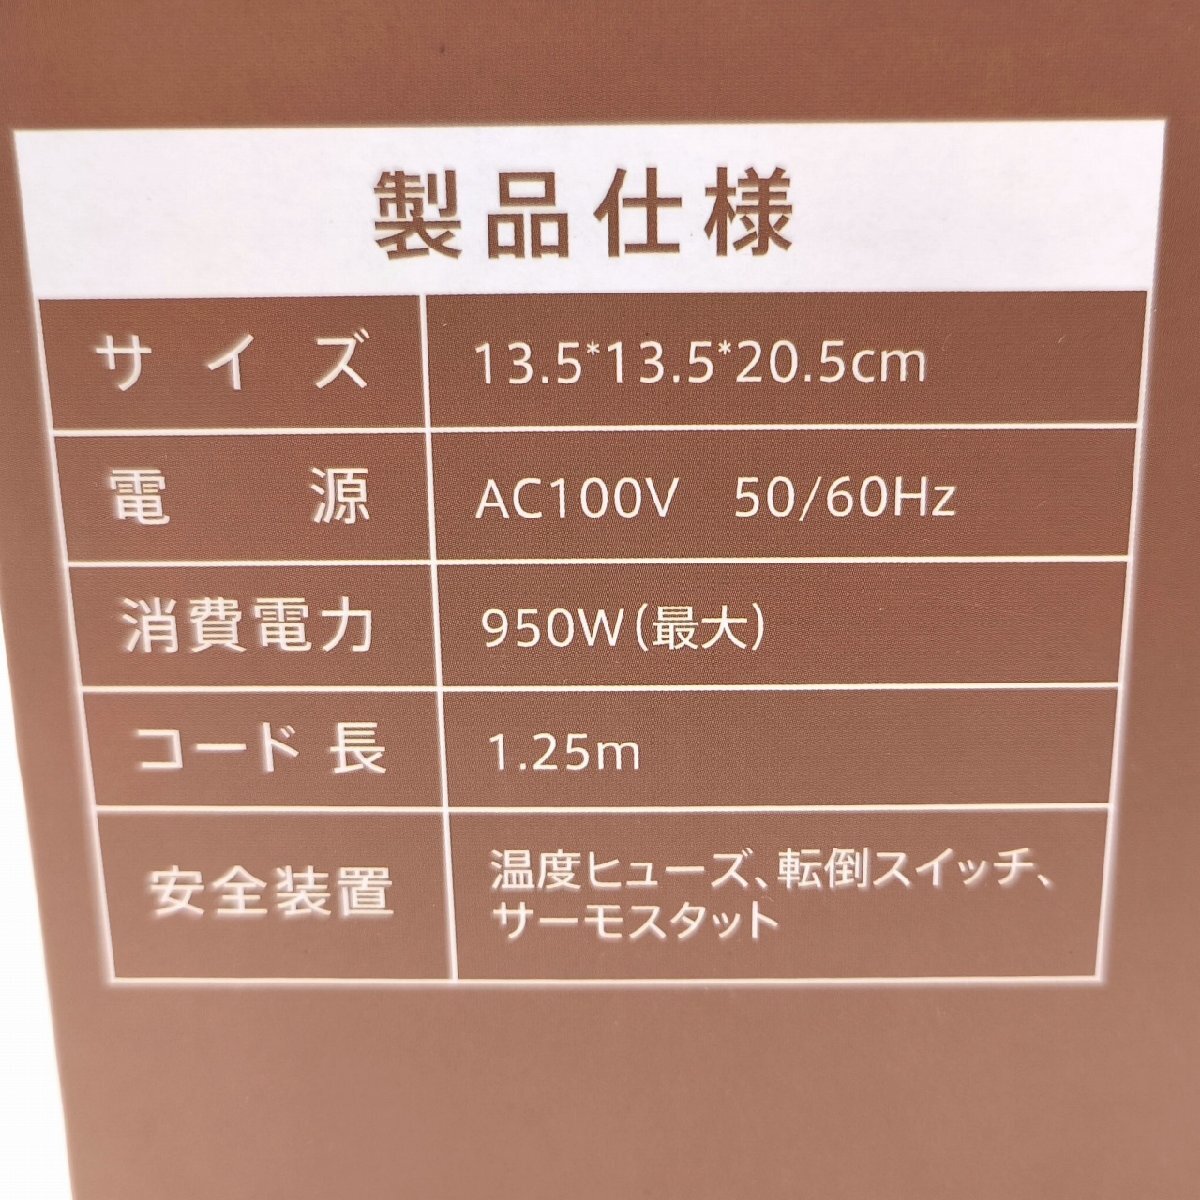 製品仕様
サイズ 13.5*13.5*20.5cm
電源 AC100V 50/60Hz
消費電力 950W(最大)
コード長 1.25m
安全装置 温度ヒューズ、転倒スイッチ、
サーモスタット